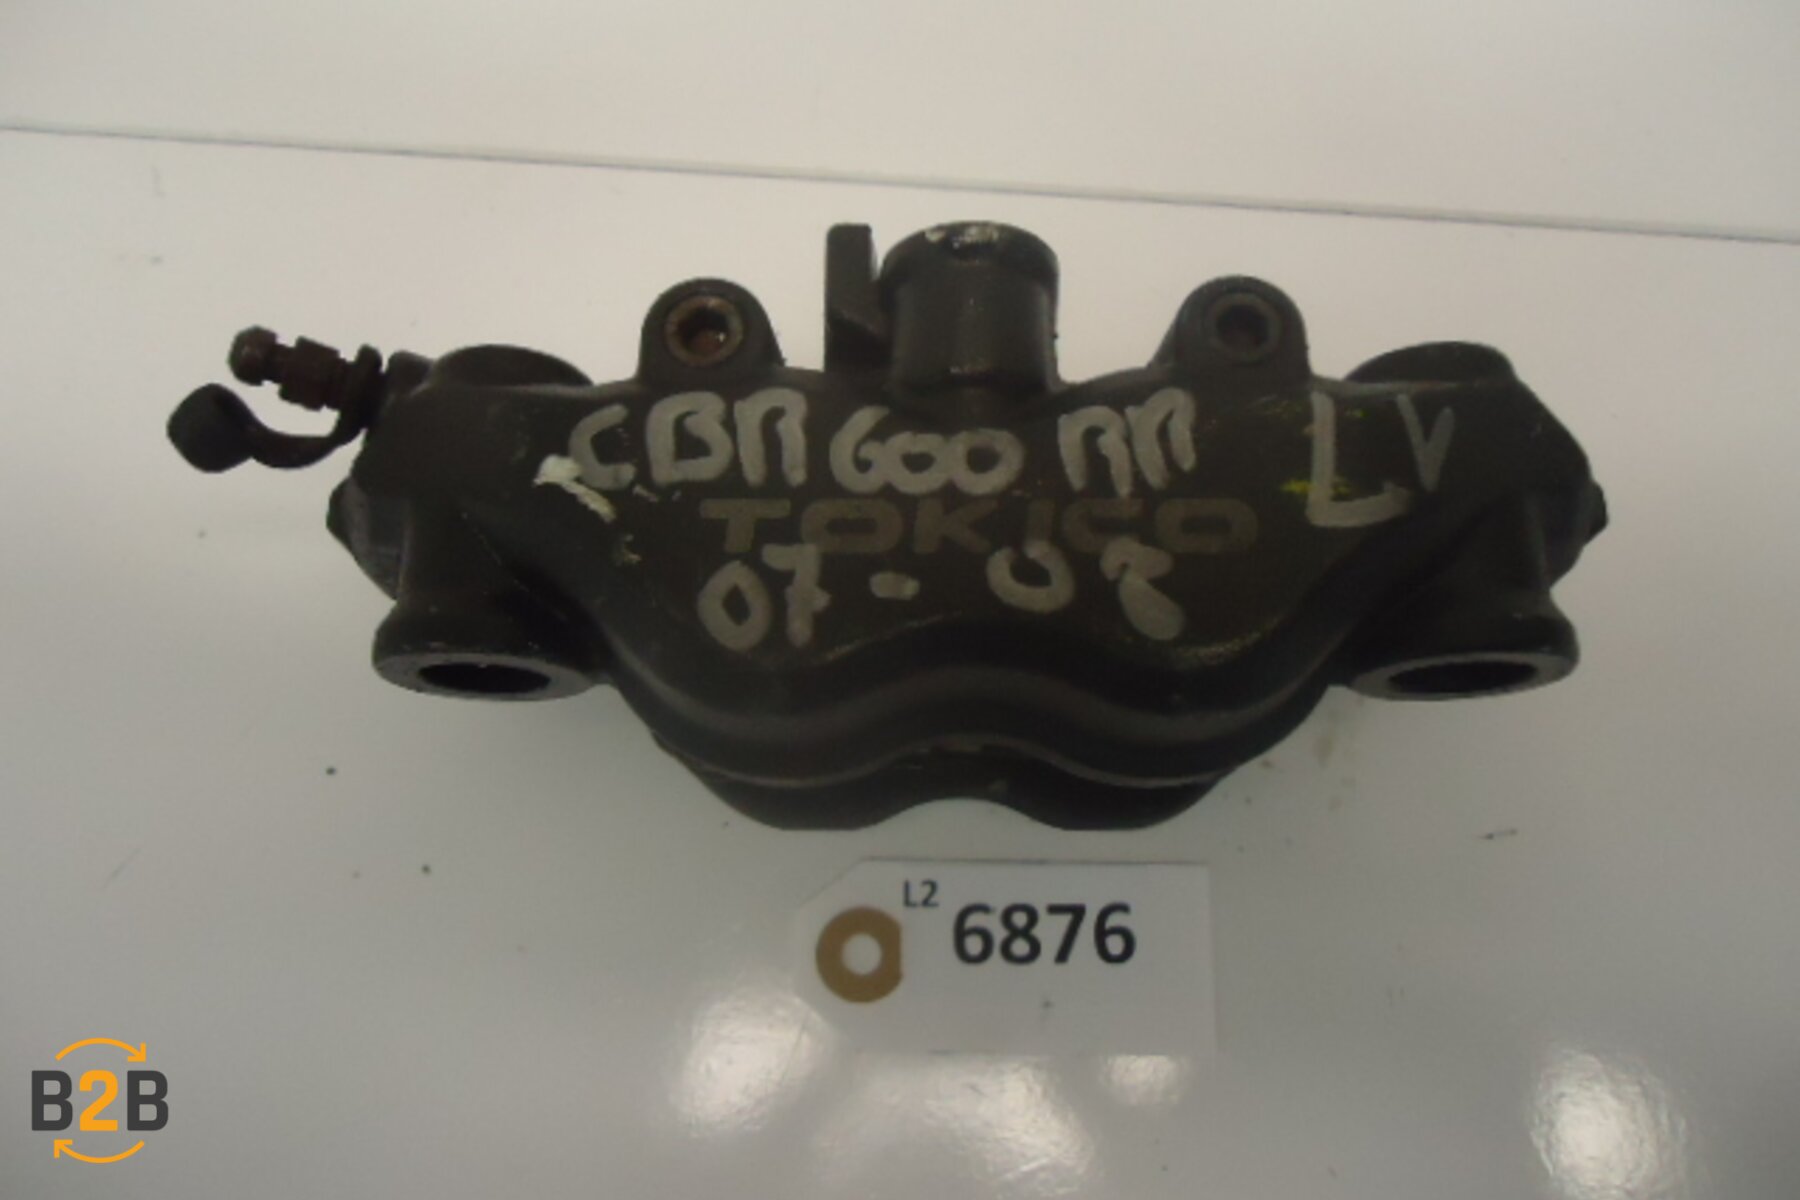 CBR 600 RR LV
TOKICO
07 - 08
L2
6876
B2B